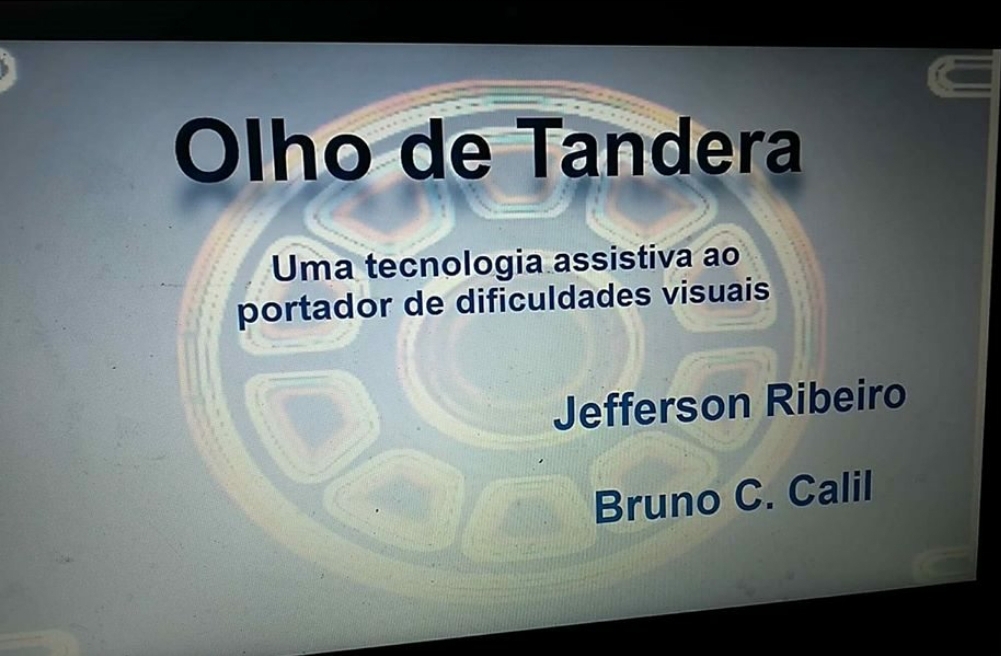 Olho de Tandera
Uma tecnologia assistiva ao
portador de dificuldades visuais
Jefferson Ribeiro
Bruno C. Calil